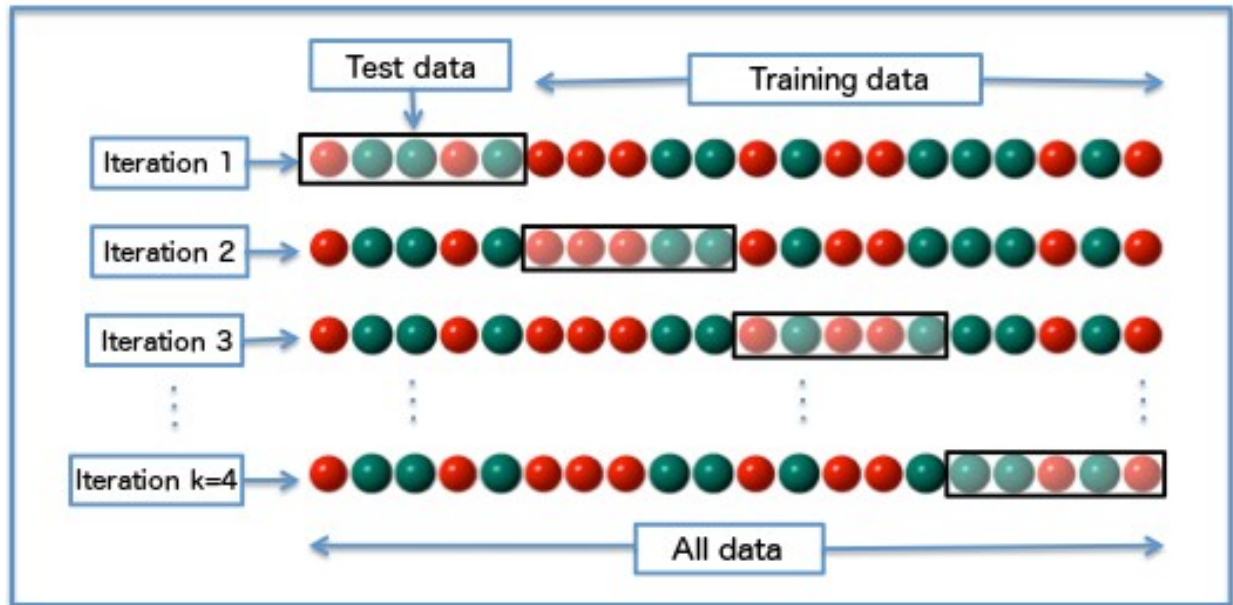 Test data
Training data
Iteration 1
Iteration 2
Iteration 3
Iteration k=4
All data